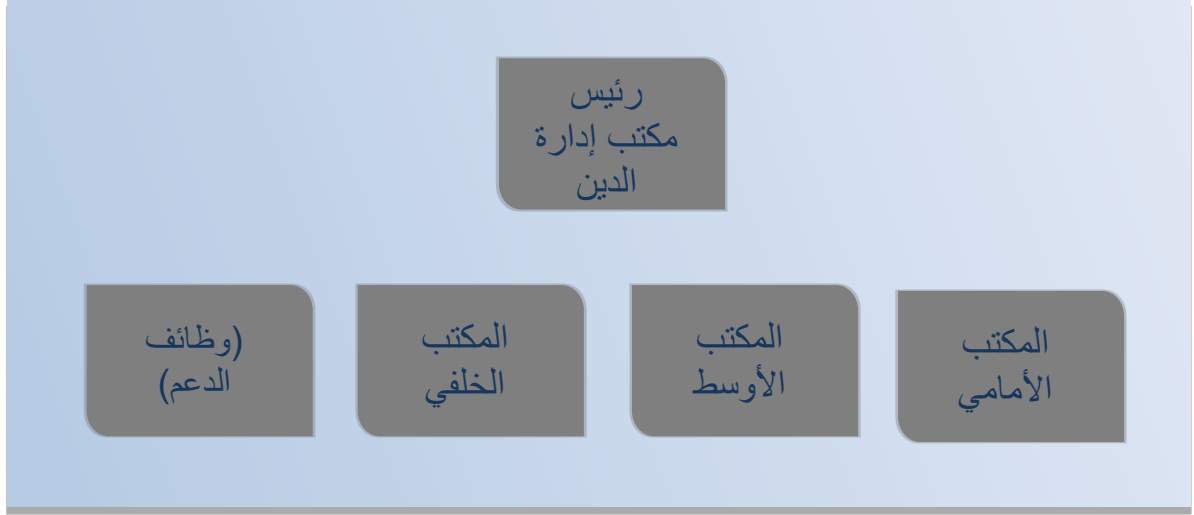 رئيس
مكتب إدارة
الدين
المكتب
الأمامي
المكتب
الأوسط
المكتب
الخلفي
(وظائف
الدعم)